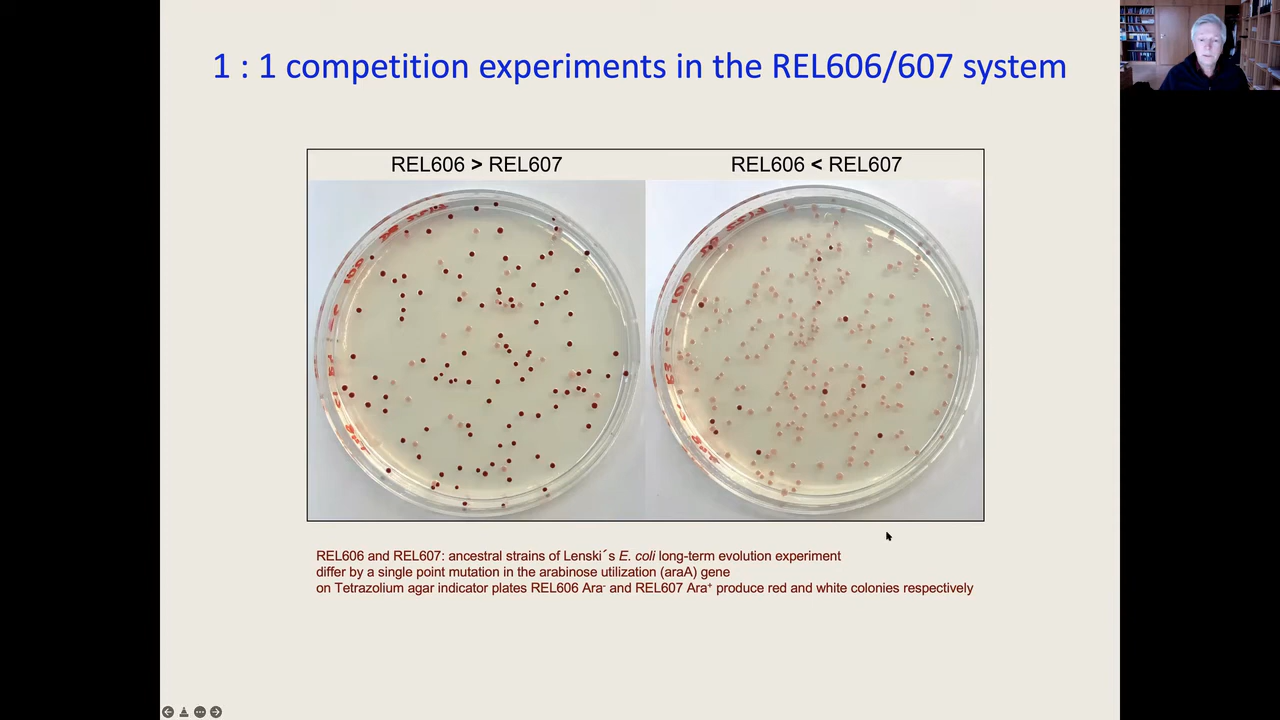 1 : 1 competition experiments in the REL606/607 system
REL606 > REL607
REL606 < REL607
REL606 and REL607: ancestral strains of Lenski´s E. coli long-term evolution experiment
differ by a single point mutation in the arabinose utilization (araA) gene
on Tetrazolium agar indicator plates REL606 Ara⁻ and REL607 Ara⁺ produce red and white colonies respectively